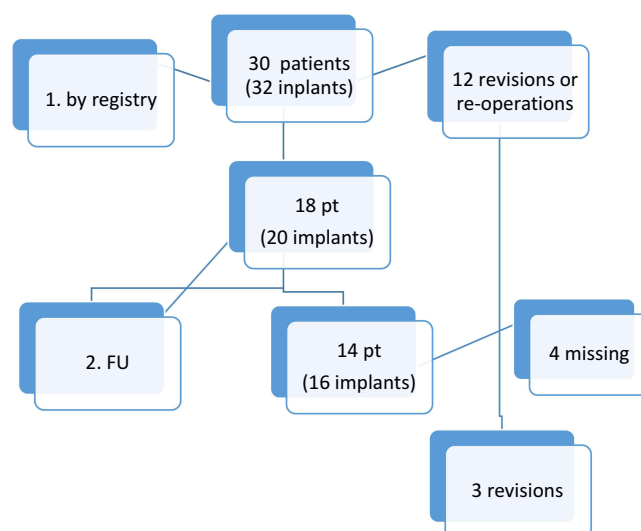 1. by registry
30 patients
(32 inplants)
12 revisions or
re-operations
18 pt
(20 implants)
2. FU
14 pt
(16 implants)
4 missing
3 revisions